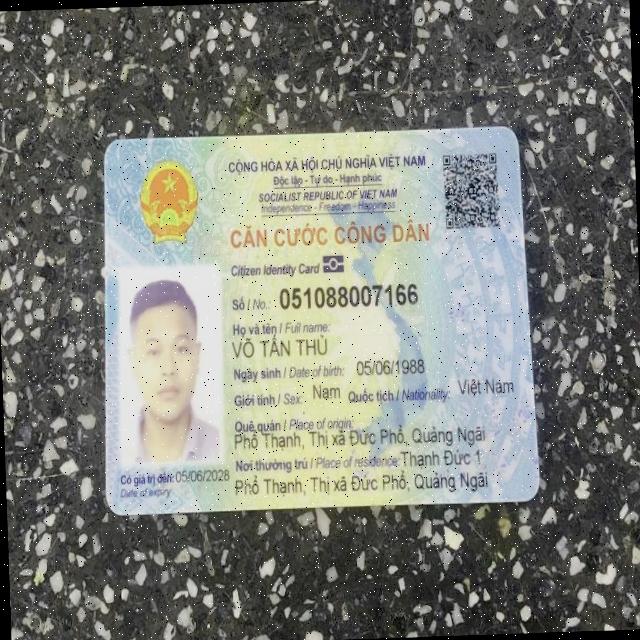 CỘNG HÒA XÃ HỘI CHỦ NGHĨA VIỆT NAM
Độc lập - Tự do - Hạnh phúc
SOCIALIST REPUBLIC OF VIET NAM
Independence - Freedom - Happiness
CĂN CƯỚC CÔNG DÂN
Citizen Identity Card
Số / No.: 051088007166
Họ và tên / Full name:
VÕ TẤN THỦ
Ngày sinh / Date of birth: 05/06/1988
Giới tính / Sex: Nam Quốc tịch / Nationality: Việt Nam
Quê quán / Place of origin:
Phổ Thạnh, Thị xã Đức Phổ, Quảng Ngãi
Nơi thường trú / Place of residence: Thạnh Đức 1
Phổ Thạnh, Thị xã Đức Phổ, Quảng Ngãi
Có giá trị đến: 05/06/2028
Date of expiry